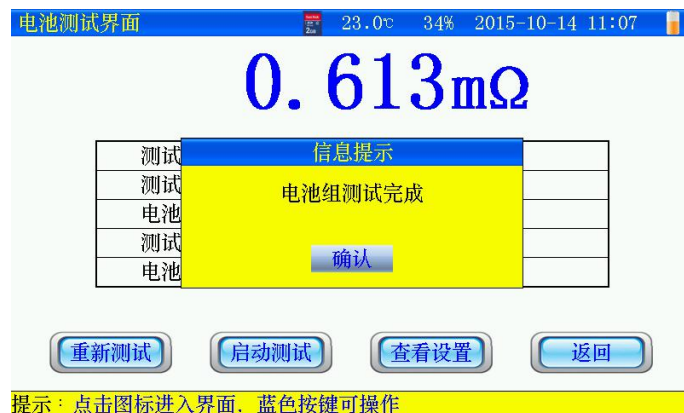 电池测试界面 23.0℃ 34% 2015-10-14 11:07
0.613mΩ
测试
信息提示
测试
电池组测试完成
电池
测试
确认
电池
重新测试 启动测试 查看设置 返回
提示：点击图标进入界面，蓝色按键可操作